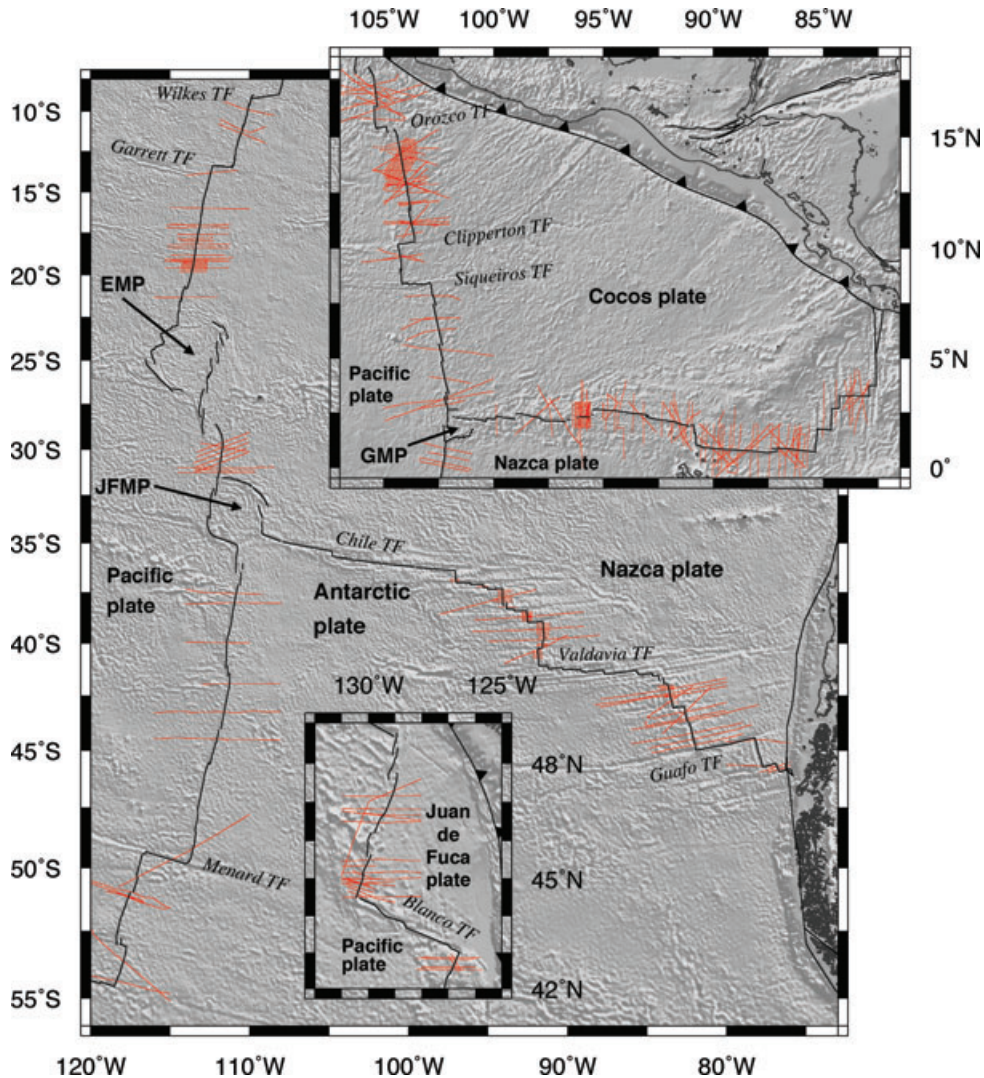 105°W 100°W 95°W 90°W 85°W
Wilkes TF
10°S
Orozco TF
15°N
Garrett TF
15°S
Clipperton TF
10°N
20°S
Siqueiros TF
EMP
Cocos plate
25°S
5°N
Pacific
plate
30°S
GMP
Nazca plate
0°
JFMP
35°S
Chile TF
Pacific
plate
Antarctic
plate
Nazca plate
40°S
Valdavia TF
130°W 125°W
45°S
48°N
Guafo TF
Juan
de
Fuca
plate
50°S
Menard TF
45°N
Blanco TF
Pacific
plate
55°S
42°N
120°W 110°W 100°W 90°W 80°W